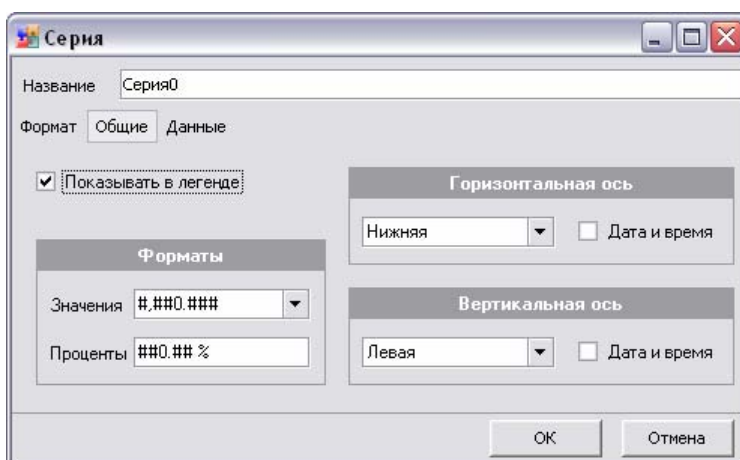 Серия
Название Серия0
Формат Общие Данные
Показывать в легенде
Форматы
Значения #,##0.###
Проценты ##0.## %
Горизонтальная ось
Нижняя Дата и время
Вертикальная ось
Левая Дата и время
ОК Отмена